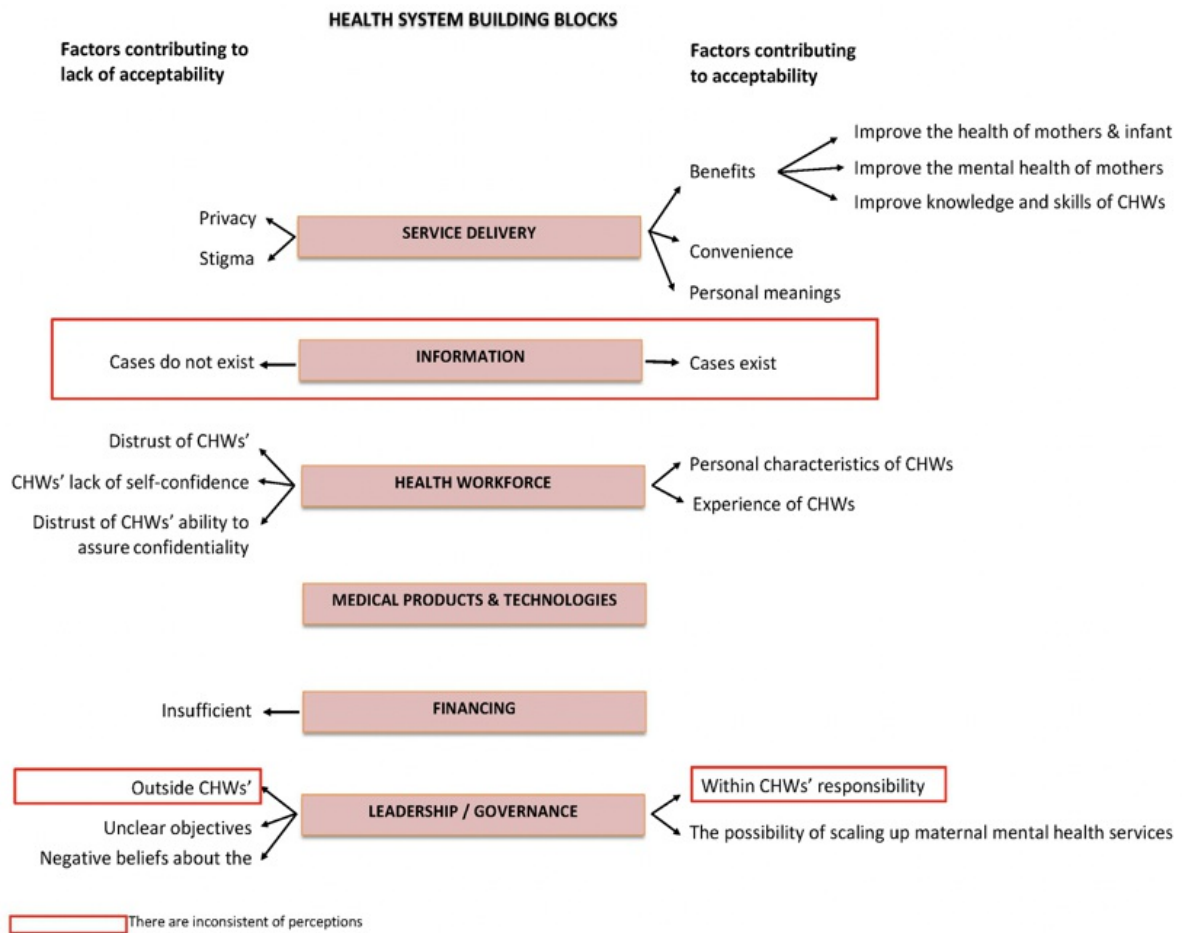 HEALTH SYSTEM BUILDING BLOCKS
Factors contributing to
lack of acceptability
Factors contributing
to acceptability
Improve the health of mothers & infant
Benefits
Improve the mental health of mothers
Improve knowledge and skills of CHWs
Privacy
SERVICE DELIVERY
Stigma
Convenience
Personal meanings
Cases do not exist
INFORMATION
Cases exist
Distrust of CHWs'
CHWs' lack of self-confidence
Distrust of CHWs' ability to
assure confidentiality
HEALTH WORKFORCE
Personal characteristics of CHWs
Experience of CHWs
MEDICAL PRODUCTS & TECHNOLOGIES
Insufficient
FINANCING
Outside CHWs'
Unclear objectives
Negative beliefs about the
LEADERSHIP / GOVERNANCE
Within CHWs' responsibility
The possibility of scaling up maternal mental health services
There are inconsistent of perceptions